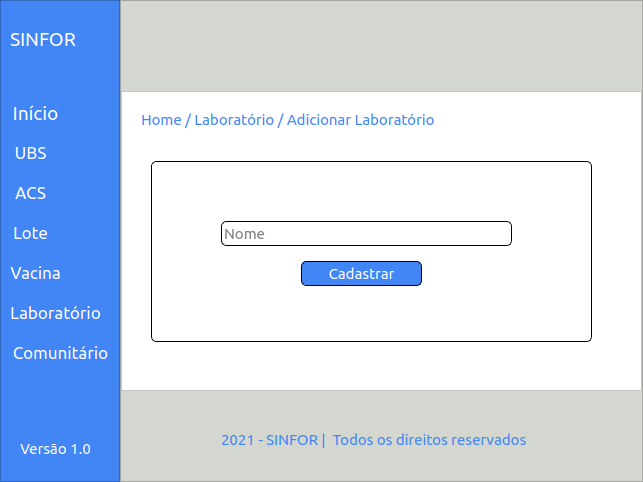 SINFOR
Início
UBS
ACS
Lote
Vacina
Laboratório
Comunitário
Versão 1.0
Home / Laboratório / Adicionar Laboratório
Nome
Cadastrar
2021 - SINFOR | Todos os direitos reservados